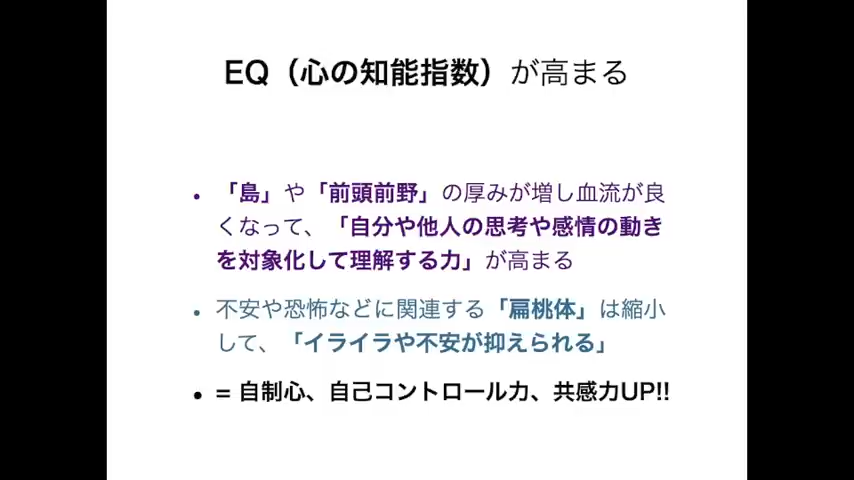 EQ（心の知能指数）が高まる
• 「島」や「前頭前野」の厚みが増し血流が良
くなって、「自分や他人の思考や感情の動き
を対象化して理解する力」が高まる
• 不安や恐怖などに関連する「扁桃体」は縮小
して、「イライラや不安が抑えられる」
• = 自制心、自己コントロール力、共感力UP!!